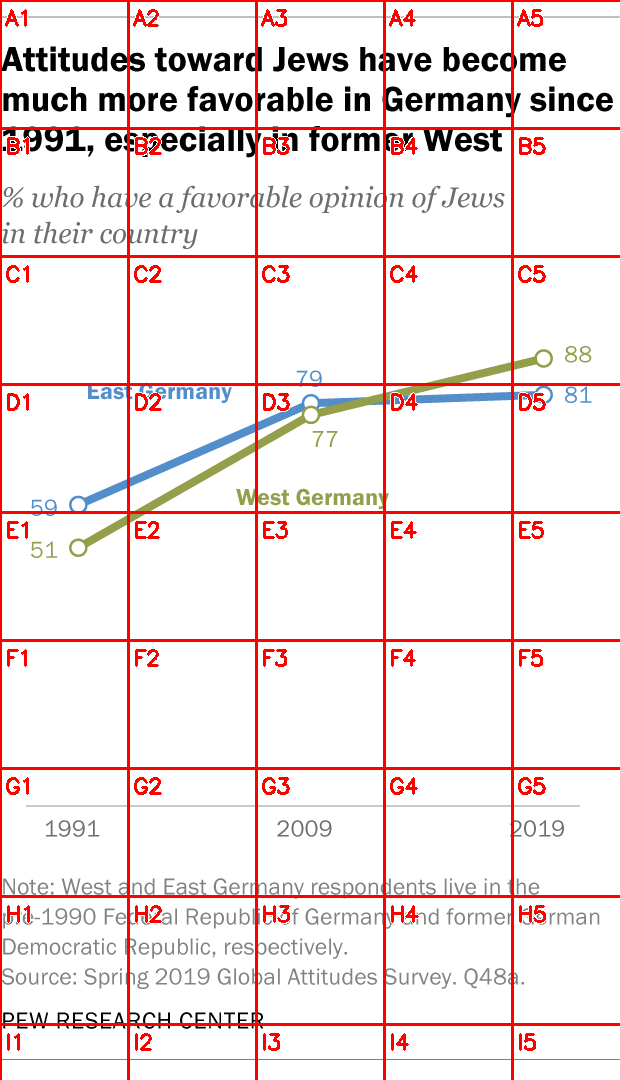 Attitudes toward Jews have become
much more favorable in Germany since
1991, especially in former West
% who have a favorable opinion of Jews
in their country
88
79
East Germany
81
77
West Germany
59
51
1991 2009 2019
Note: West and East Germany respondents live in the
pre-1990 Federal Republic of Germany and former German
Democratic Republic, respectively.
Source: Spring 2019 Global Attitudes Survey. Q48a.
PEW RESEARCH CENTER
A1 A2 A3 A4 A5
B1 B2 B3 B4 B5
C1 C2 C3 C4 C5
D1 D2 D3 D4 D5
E1 E2 E3 E4 E5
F1 F2 F3 F4 F5
G1 G2 G3 G4 G5
H1 H2 H3 H4 H5
I1 I2 I3 I4 I5